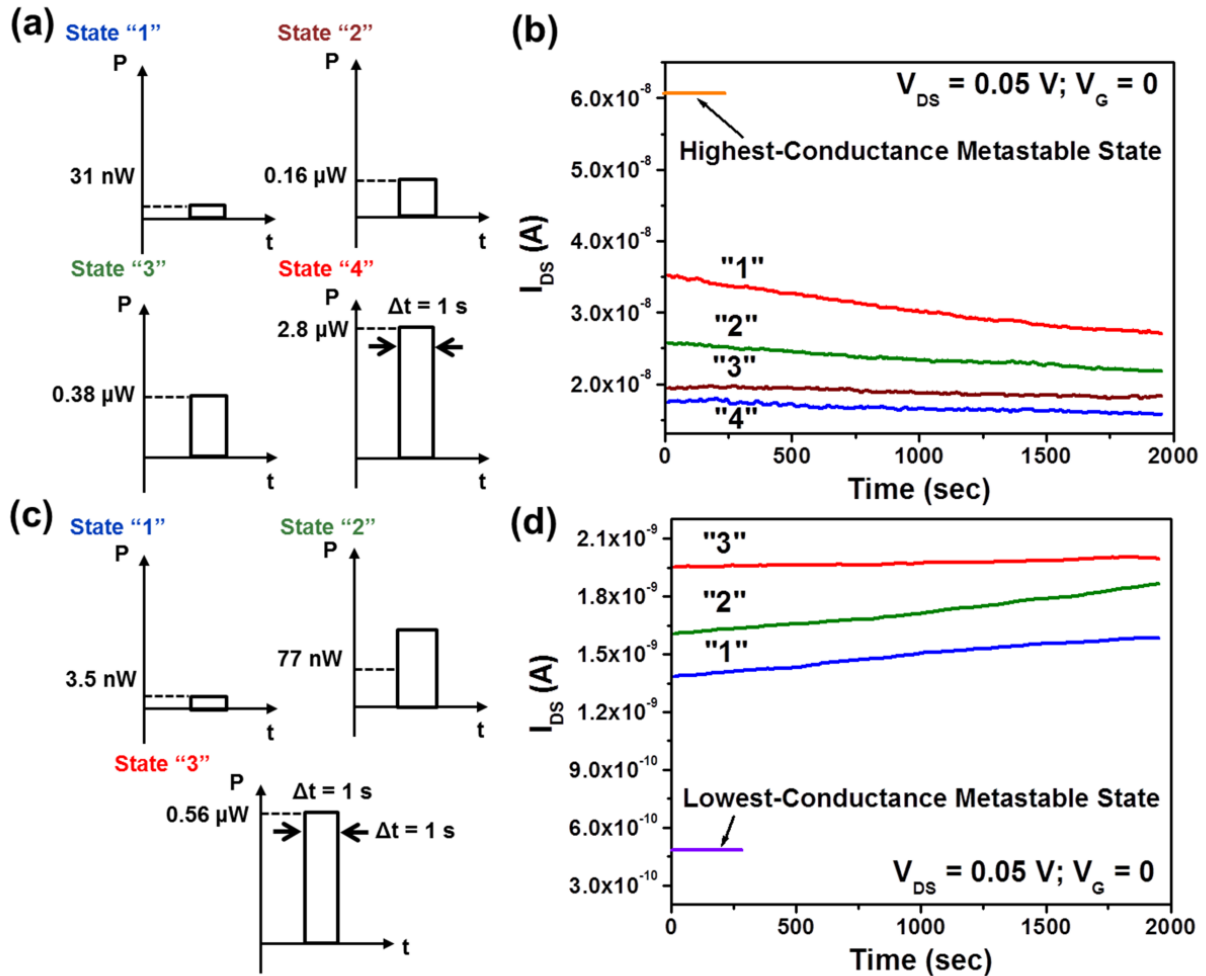 (a)
State “1”
P
31 nW
t
State “2”
P
0.16 µW
t
State “3”
P
0.38 µW
t
State “4”
P
Δt = 1 s
2.8 µW
t
(b)
V_DS = 0.05 V; V_G = 0
Highest-Conductance Metastable State
6.0x10⁻⁸
5.0x10⁻⁸
4.0x10⁻⁸
3.0x10⁻⁸
2.0x10⁻⁸
I_DS (A)
"1"
"2"
"3"
"4"
0 500 1000 1500 2000
Time (sec)
(c)
State “1”
P
3.5 nW
t
State “2”
P
77 nW
t
State “3”
P
Δt = 1 s
0.56 µW
Δt = 1 s
t
(d)
2.1x10⁻⁹
1.8x10⁻⁹
1.5x10⁻⁹
1.2x10⁻⁹
9.0x10⁻¹⁰
6.0x10⁻¹⁰
3.0x10⁻¹⁰
I_DS (A)
"3"
"2"
"1"
Lowest-Conductance Metastable State
V_DS = 0.05 V; V_G = 0
0 500 1000 1500 2000
Time (sec)